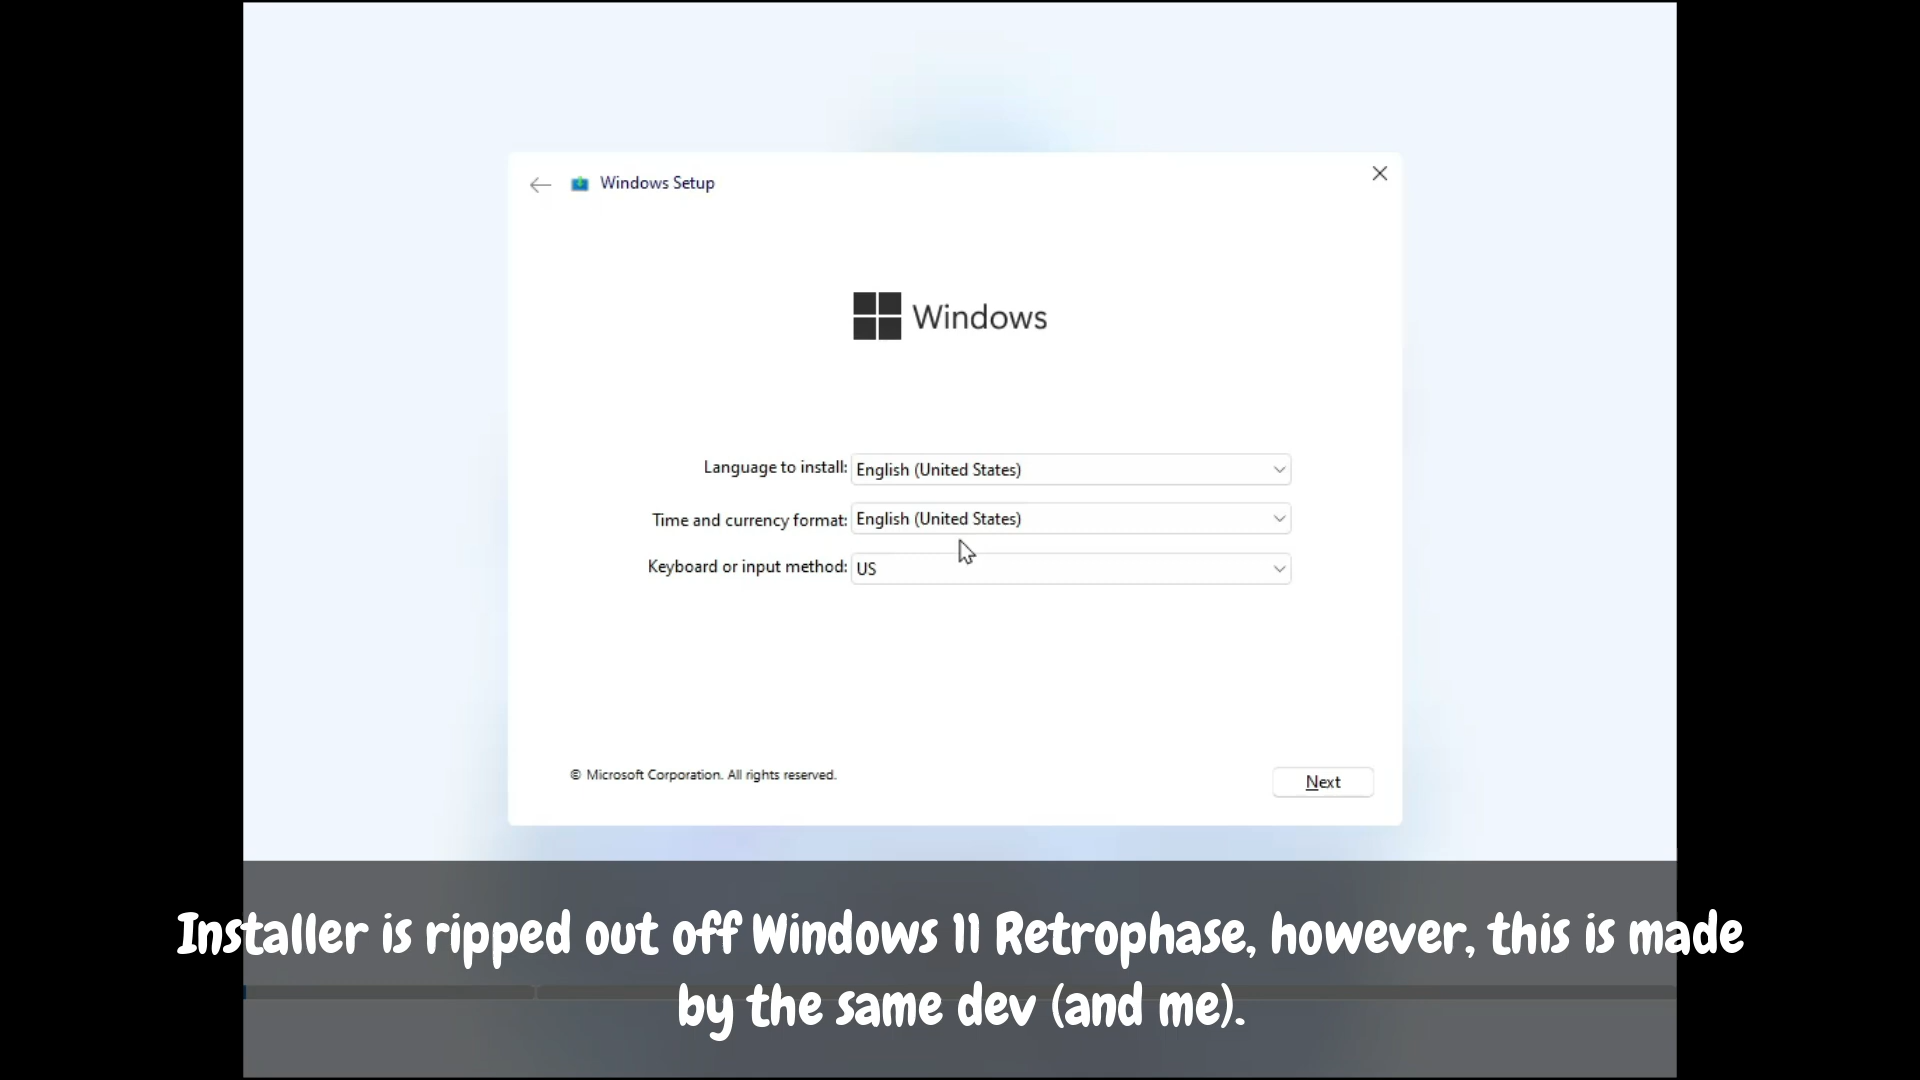 Windows Setup
Windows
Language to install: English (United States)
Time and currency format: English (United States)
Keyboard or input method: US
© Microsoft Corporation. All rights reserved.
Next
Installer is ripped out off Windows 11 Retrophase, however, this is made
by the same dev (and me).